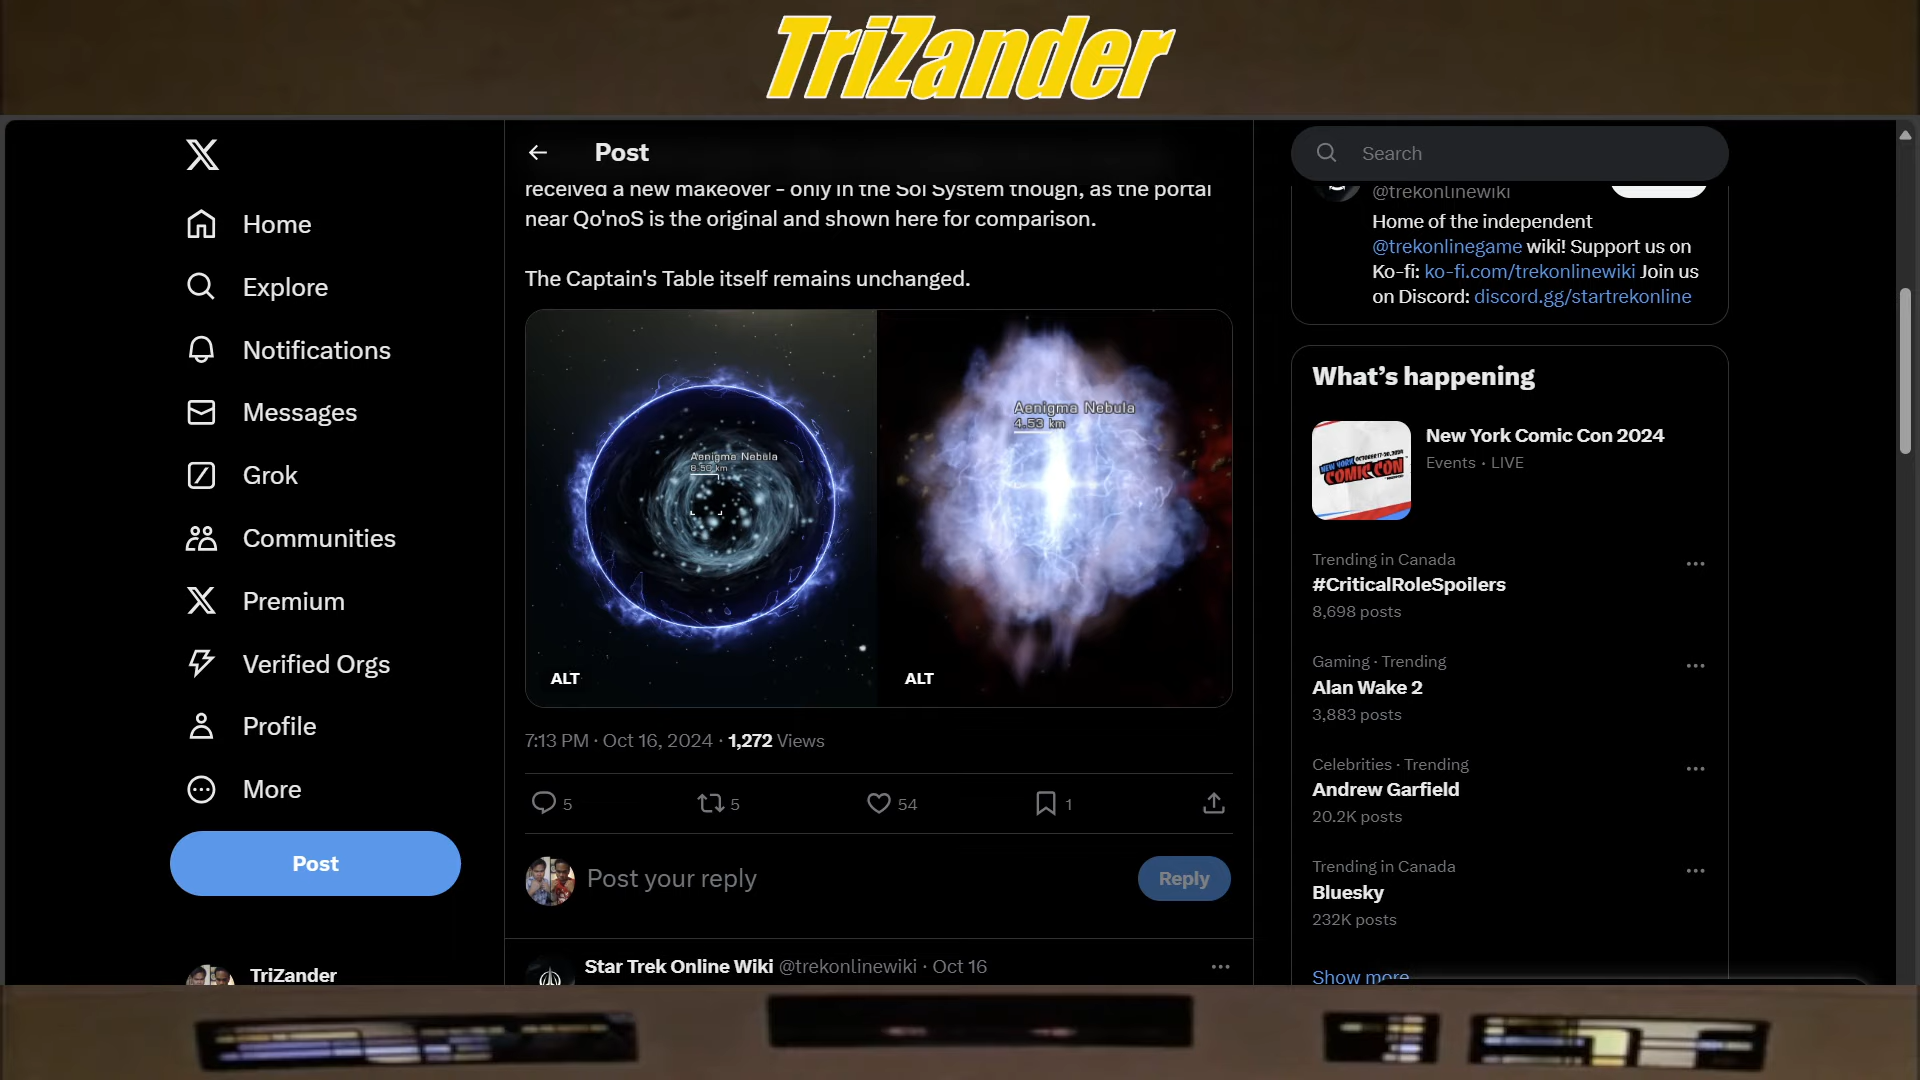 TriZander
Post
Search
received a new makeover - only in the Sol System though, as the portal
near Qo'noS is the original and shown here for comparison.
The Captain's Table itself remains unchanged.
Aenigma Nebula
8.50 km
Aenigma Nebula
4.53 km
ALT
ALT
7:13 PM · Oct 16, 2024 · 1,272 Views
5
5
54
1
Post your reply
Reply
Star Trek Online Wiki @trekonlinewiki · Oct 16
Home
Explore
Notifications
Messages
Grok
Communities
Premium
Verified Orgs
Profile
More
Post
TriZander
@trekonlinewiki
Home of the independent
@trekonlinegame wiki! Support us on
Ko-fi: ko-fi.com/trekonlinewiki Join us
on Discord: discord.gg/startrekonline
What's happening
NEW YORK
COMIC CON
New York Comic Con 2024
Events · LIVE
Trending in Canada
#CriticalRoleSpoilers
8,698 posts
Gaming · Trending
Alan Wake 2
3,883 posts
Celebrities · Trending
Andrew Garfield
20.2K posts
Trending in Canada
Bluesky
232K posts
Show more